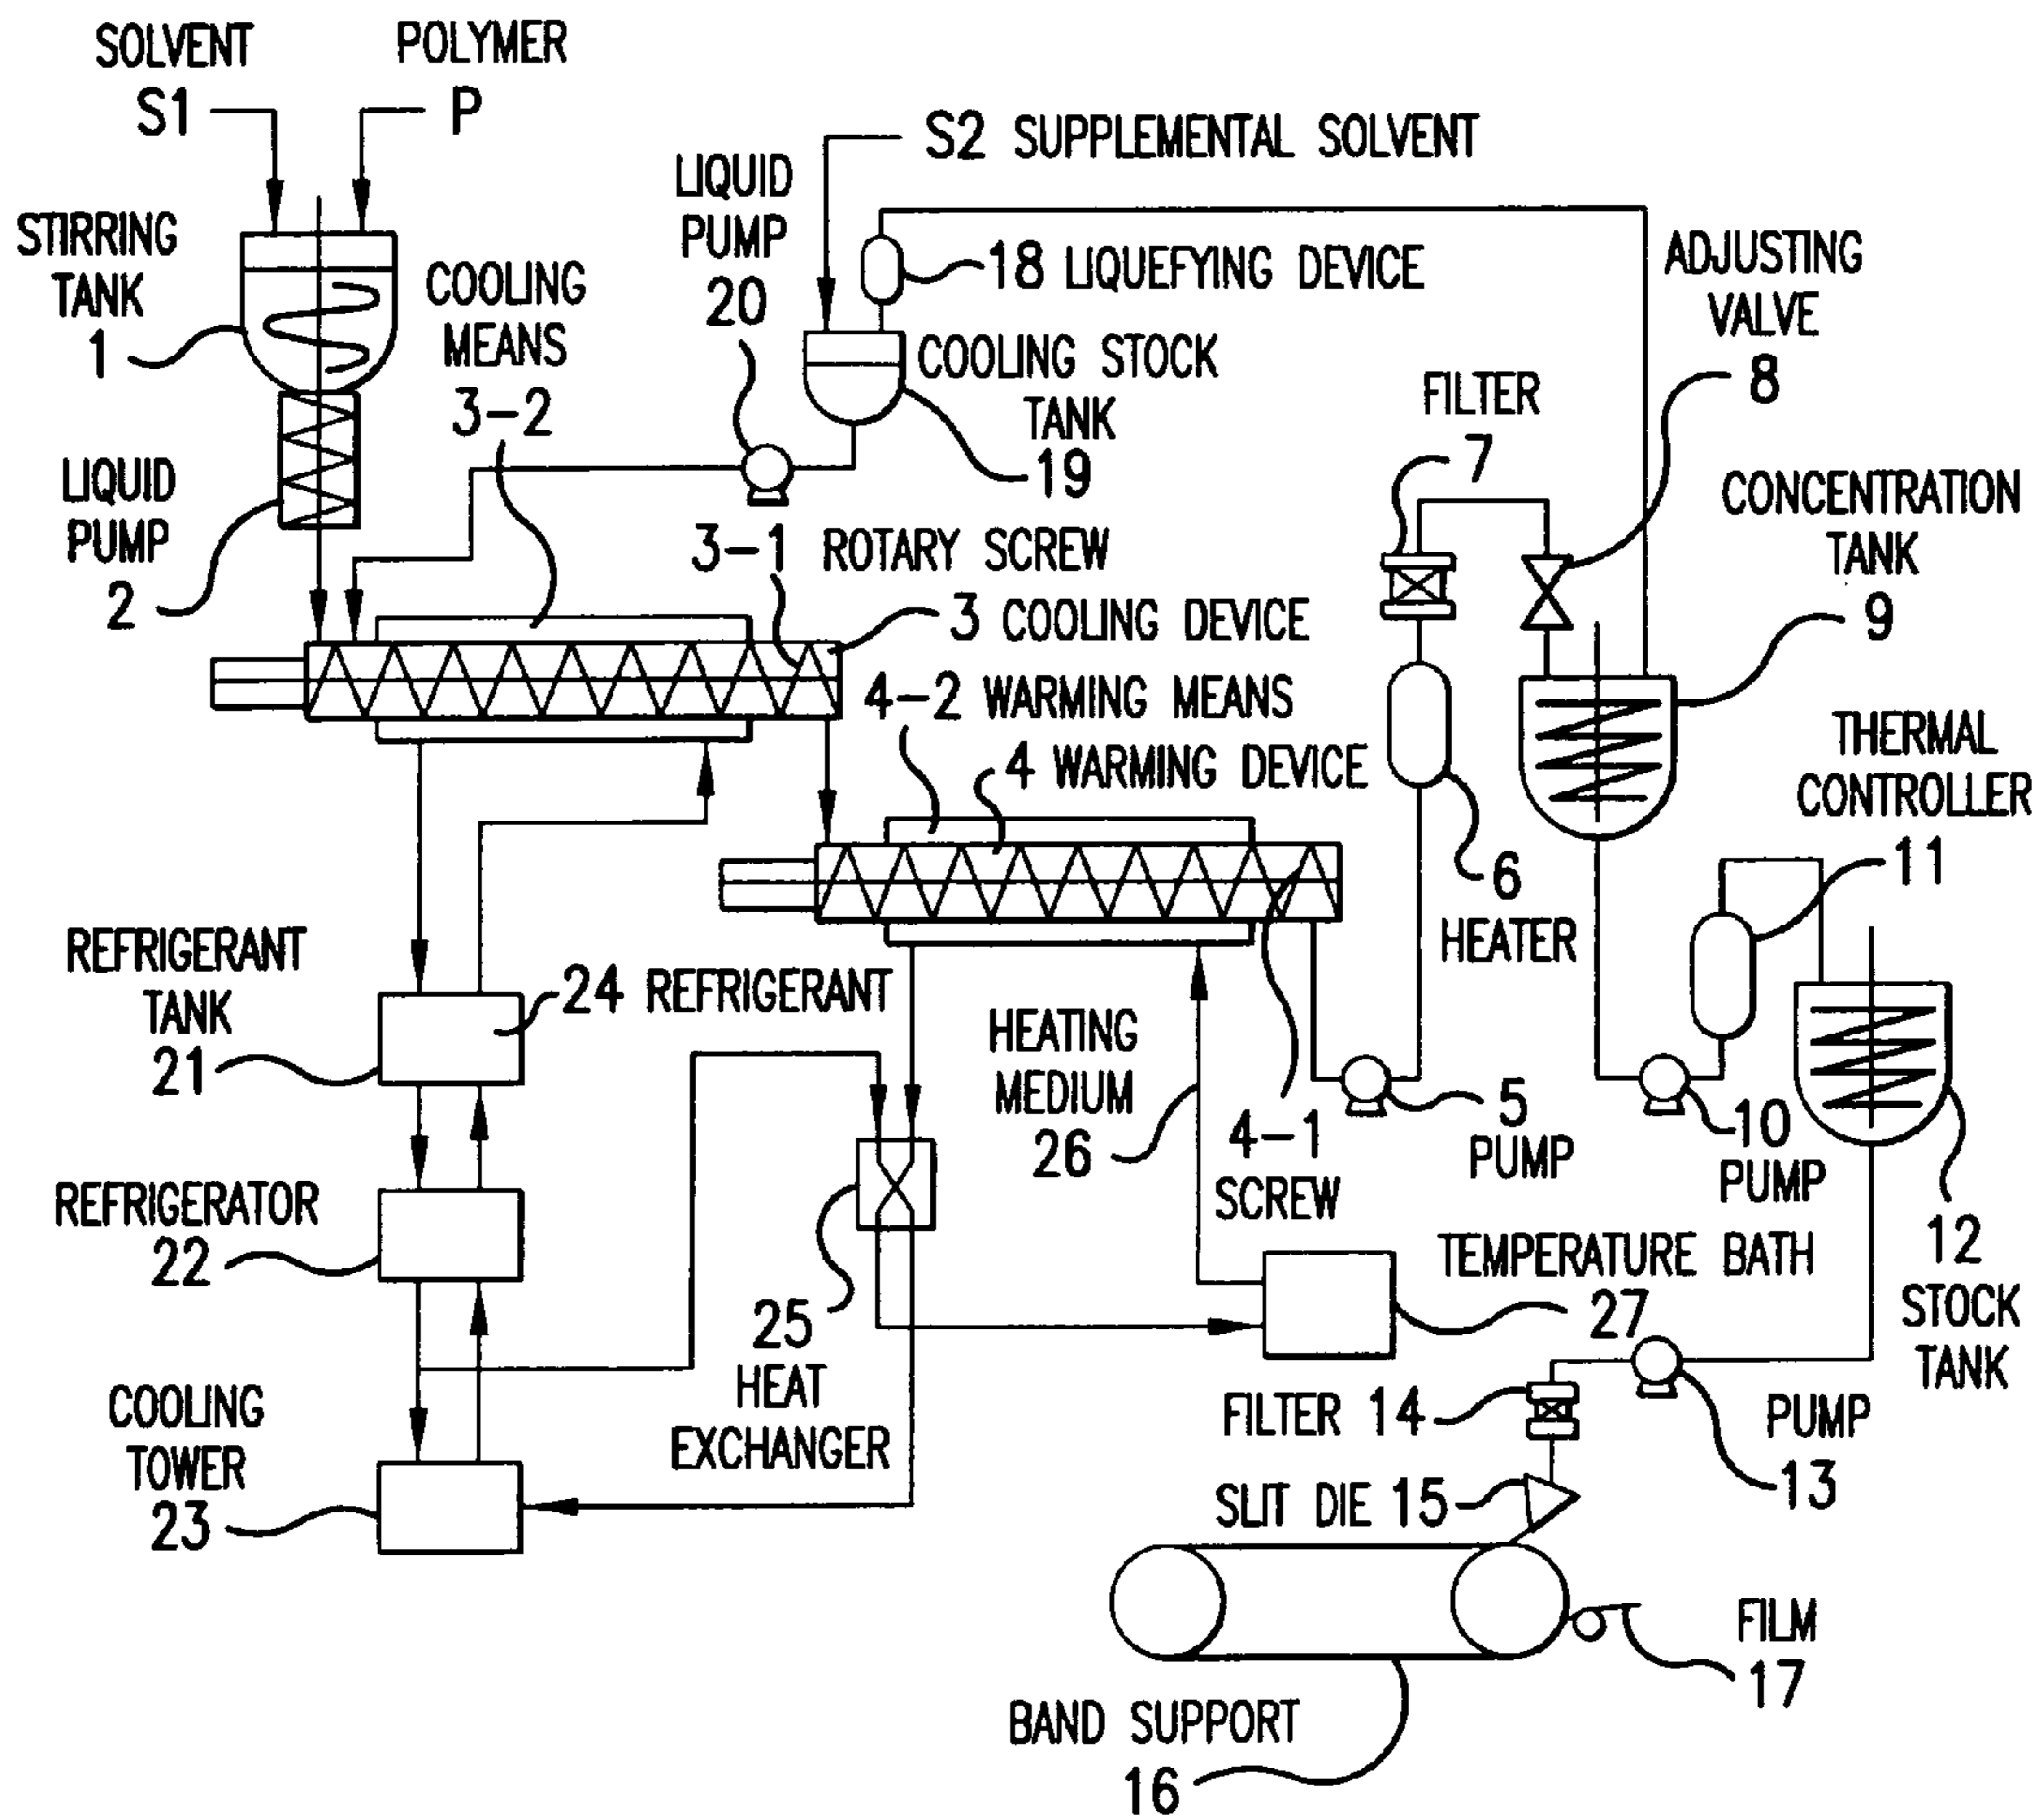 SOLVENT
S1
POLYMER
P
S2 SUPPLEMENTAL SOLVENT
LIQUID
PUMP
20
STIRRING
TANK
1
COOLING
MEANS
3-2
18 LIQUEFYING DEVICE
ADJUSTING
VALVE
8
COOLING STOCK
TANK
19
FILTER
7
LIQUID
PUMP
2
CONCENTRATION
TANK
9
3-1 ROTARY SCREW
3 COOLING DEVICE
4-2 WARMING MEANS
4 WARMING DEVICE
THERMAL
CONTROLLER
11
6
HEATER
REFRIGERANT
TANK
21
24 REFRIGERANT
HEATING
MEDIUM
26
4-1
SCREW
5
PUMP
10
PUMP
REFRIGERATOR
22
12
STOCK
TANK
TEMPERATURE BATH
27
25
HEAT
EXCHANGER
COOLING
TOWER
23
FILTER 14
PUMP
13
SLIT DIE 15
FILM
17
BAND SUPPORT
16